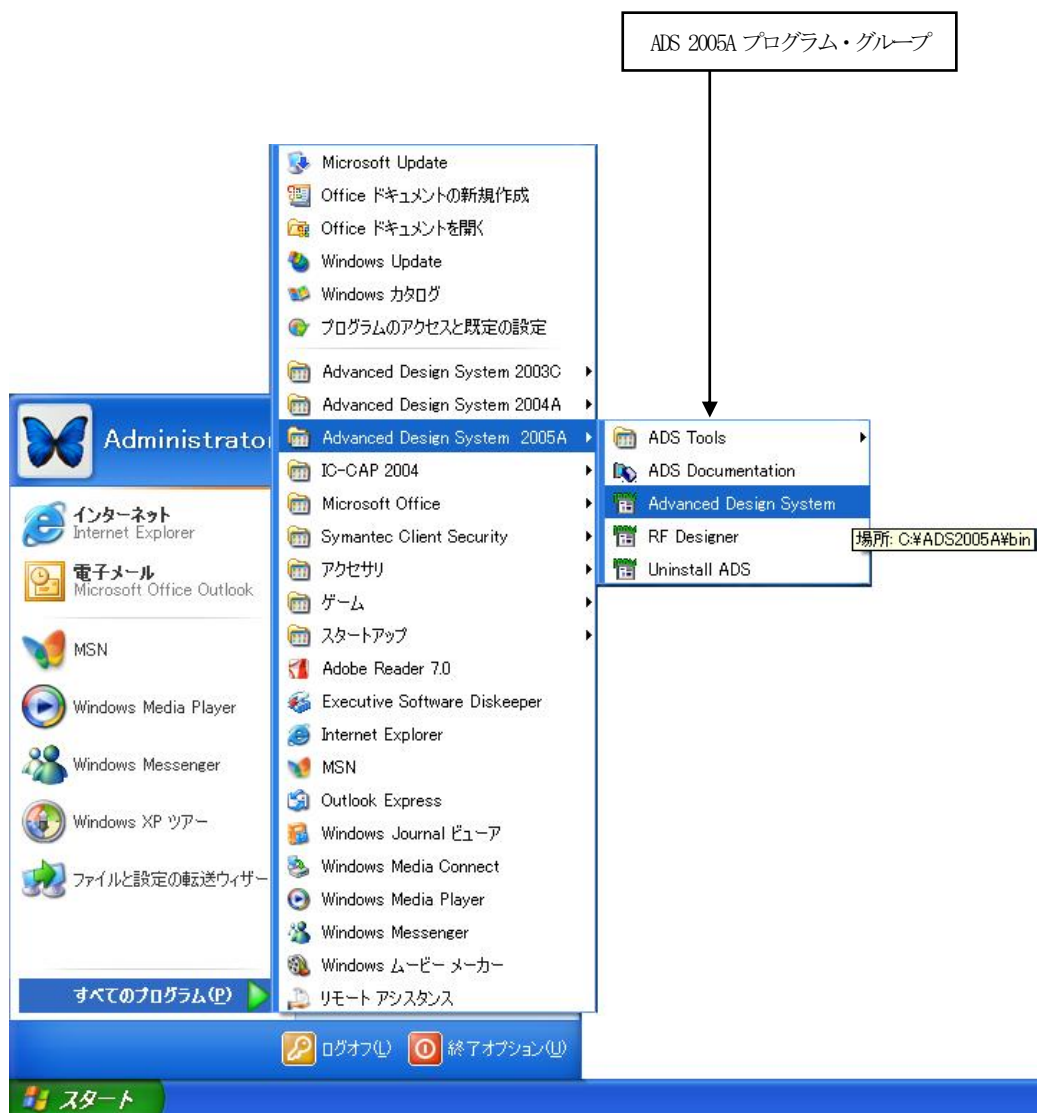 ADS 2005A プログラム・グループ
Microsoft Update
Office ドキュメントの新規作成
Office ドキュメントを開く
Windows Update
Windows カタログ
プログラムのアクセスと既定の設定
Advanced Design System 2003C
Advanced Design System 2004A
Advanced Design System 2005A
IC-CAP 2004
Microsoft Office
Symantec Client Security
アクセサリ
ゲーム
スタートアップ
Adobe Reader 7.0
Executive Software Diskeeper
Internet Explorer
MSN
Outlook Express
Windows Journal ビューア
Windows Media Connect
Windows Media Player
Windows Messenger
Windows ムービー メーカー
リモート アシスタンス
ADS Tools
ADS Documentation
Advanced Design System
RF Designer
Uninstall ADS
場所: C:¥ADS2005A¥bin
Administrato
インターネット
Internet Explorer
電子メール
Microsoft Office Outlook
MSN
Windows Media Player
Windows Messenger
Windows XP ツアー
ファイルと設定の転送ウィザー
すべてのプログラム(P)
ログオフ(L)
終了オプション(U)
スタート